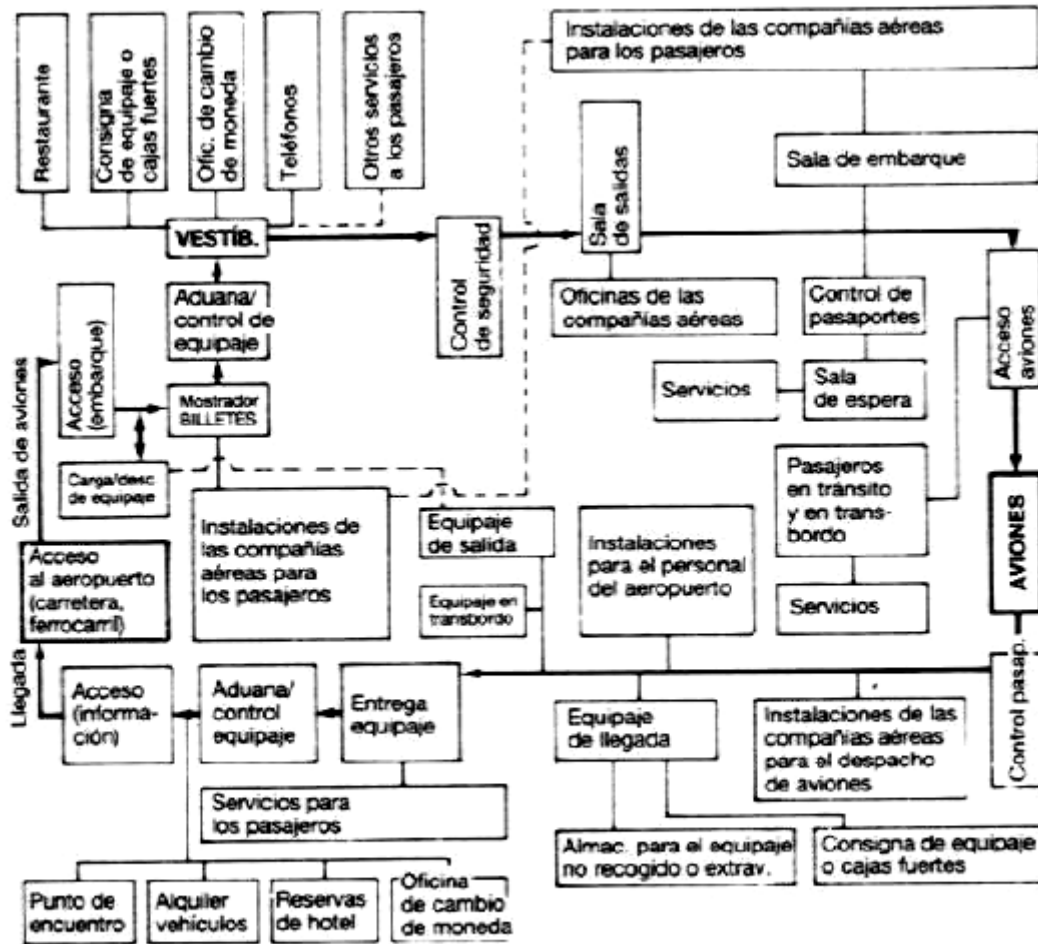 Restaurante
Consigna
de equipaje o
cajas fuertes
Ofic. de cambio
de moneda
Teléfonos
Otros servicios
a los pasajeros
Instalaciones de las compañías aéreas
para los pasajeros
Sala de embarque
VESTÍB.
Control
de seguridad
Sala
de salidas
Acceso
aviones
Aduana/
control de
equipaje
Oficinas de las
compañías aéreas
Control de
pasaportes
Salida de aviones
Acceso
(embarque)
Mostrador
BILLETES
Servicios
Sala
de espera
Carga/desc
de equipaje
Instalaciones de
las compañías
aéreas para
los pasajeros
Equipaje
de salida
Instalaciones
para el personal
del aeropuerto
Pasajeros
en tránsito
y en trans-
bordo
AVIONES
Acceso
al aeropuerto
(carretera,
ferrocarril)
Equipaje en
transbordo
Servicios
Llegada
Acceso
(informa-
ción)
Aduana/
control
equipaje
Entrega
equipaje
Equipaje
de llegada
Instalaciones de las
compañías aéreas
para el despacho
de aviones
Control pasap.
Servicios para
los pasajeros
Almac. para el equipaje
no recogido o extrav.
Consigna de equipaje
o cajas fuertes
Punto de
encuentro
Alquiler
vehículos
Reservas
de hotel
Oficina
de cambio
de moneda